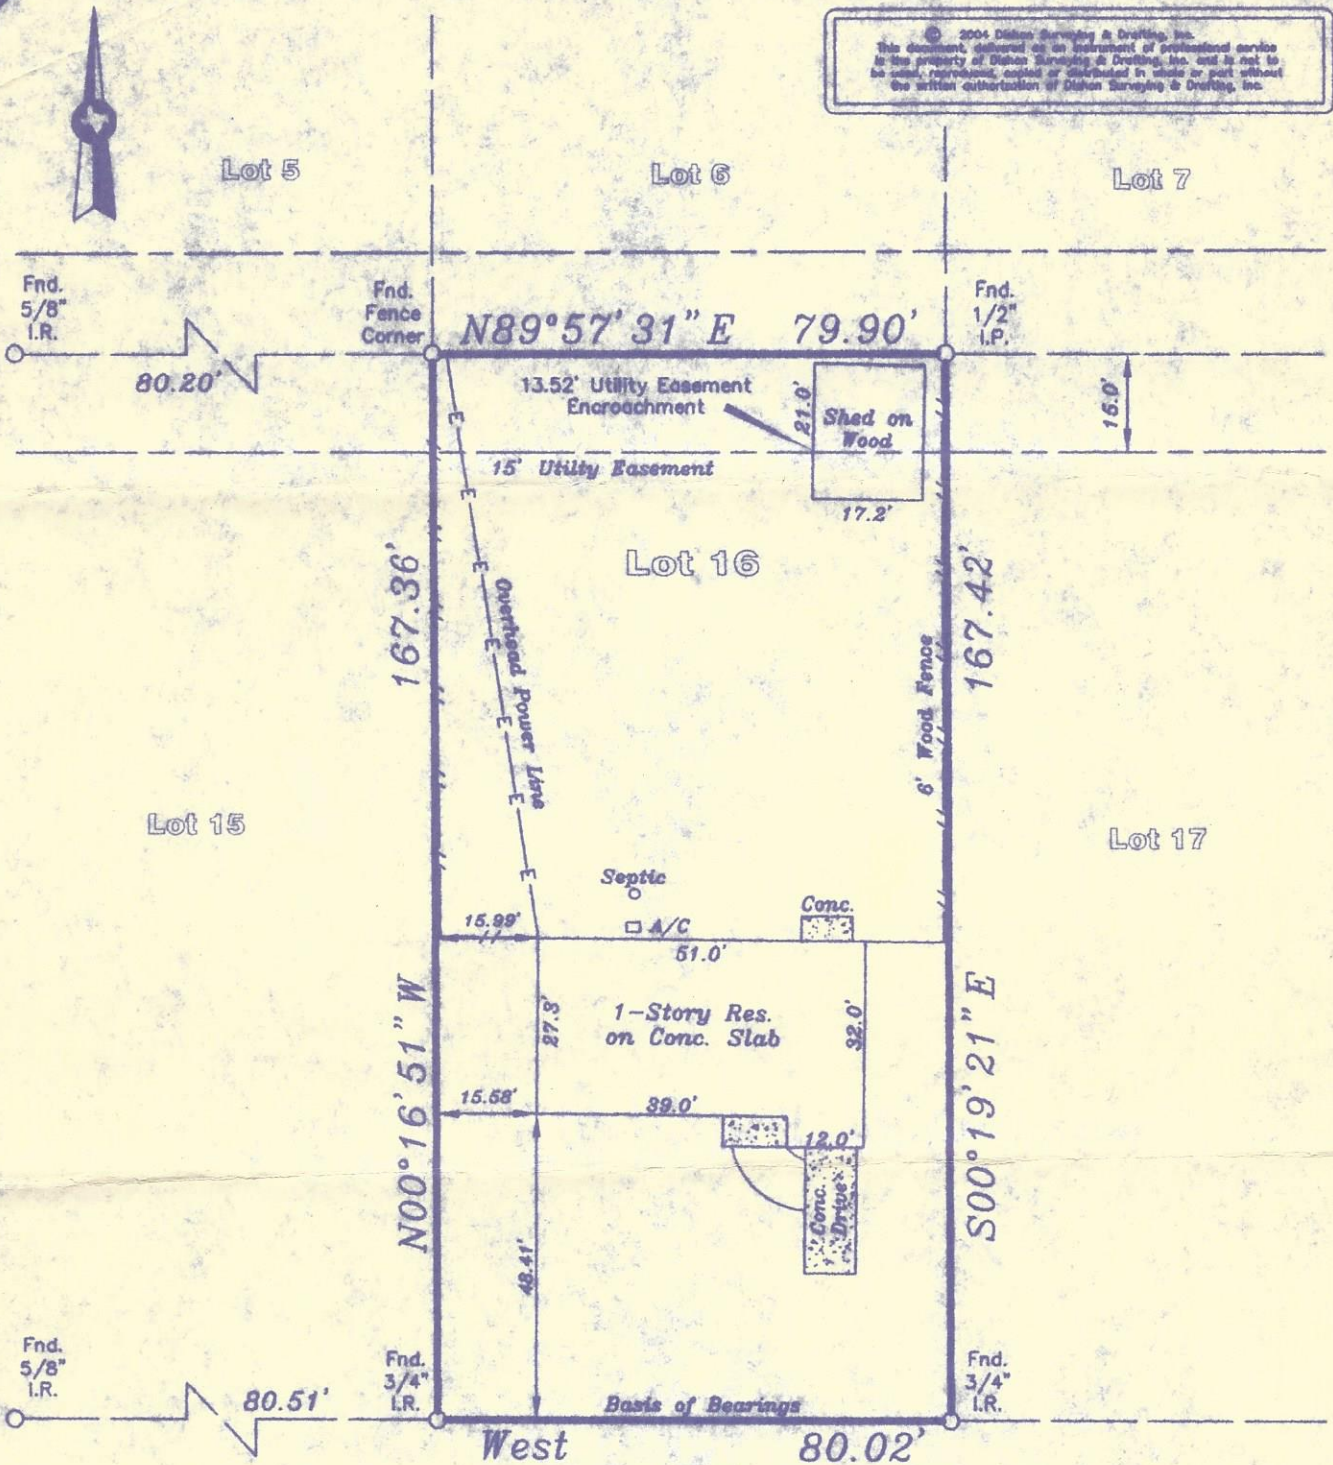 © 2004 Dishon Surveying & Drafting, Inc.
This document, delivered as an instrument of professional service
is the property of Dishon Surveying & Drafting, Inc. and is not to
be used, reproduced, copied or distributed in whole or part without
the written authorization of Dishon Surveying & Drafting, Inc.
Lot 5
Lot 6
Lot 7
Fnd.
5/8"
I.R.
Fnd.
Fence
Corner
N89°57'31"E 79.90'
Fnd.
1/2"
I.P.
80.20'
13.52' Utility Easement
Encroachment
21.0'
Shed on
Wood
15.0'
15' Utilty Easement
17.2'
Lot 16
167.36'
Overhead Power Line
E
E
E
E
E
E
E
6' Wood Fence
167.42'
Lot 15
Lot 17
Septic
Conc.
15.99'
A/C
51.0'
N00°16'51"W
27.3'
1-Story Res.
on Conc. Slab
32.0'
S00°19'21"E
15.58'
39.0'
12.0'
Conc.
Drive
48.41'
Fnd.
5/8"
I.R.
80.51'
Fnd.
3/4"
I.R.
Basis of Bearings
Fnd.
3/4"
I.R.
West 80.02'